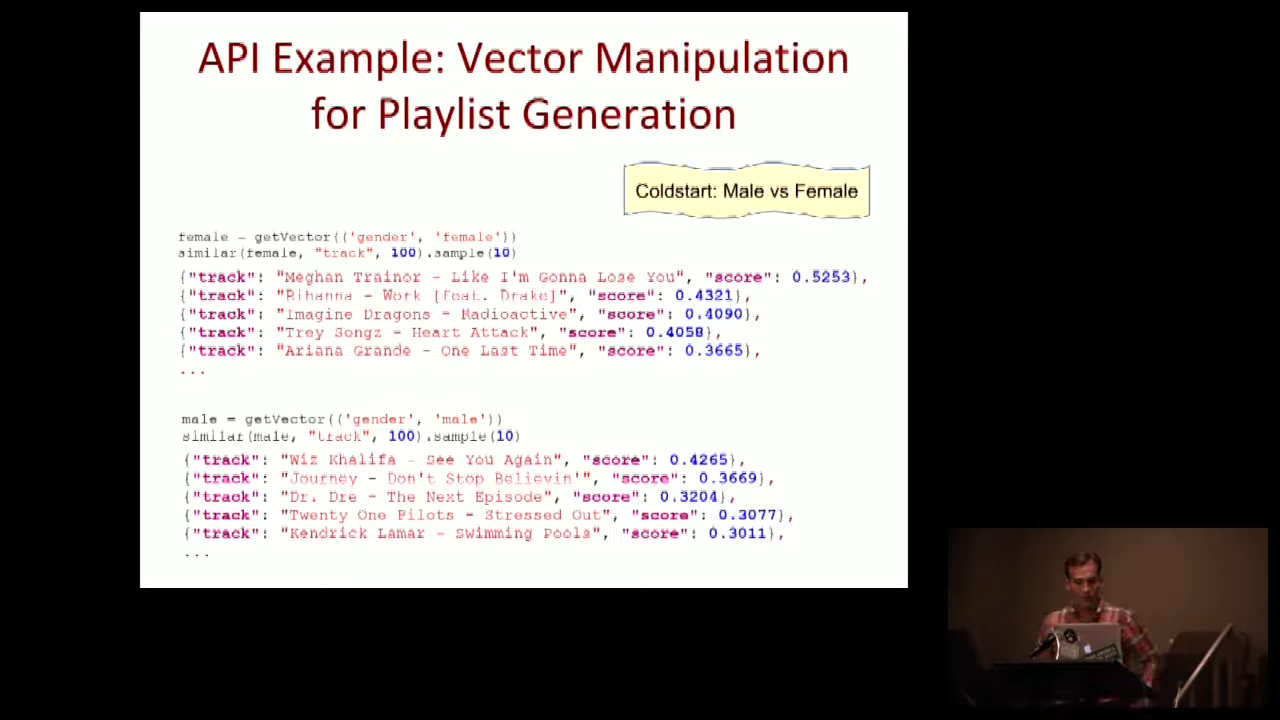 API Example: Vector Manipulation
for Playlist Generation
Coldstart: Male vs Female
female = getVector(('gender', 'female'))
similar(female, "track", 100).sample(10)
{"track": "Meghan Trainor - Like I'm Gonna Lose You", "score": 0.5253},
{"track": "Rihanna - Work [feat. Drake]", "score": 0.4321},
{"track": "Imagine Dragons - Radioactive", "score": 0.4090},
{"track": "Trey Songz - Heart Attack", "score": 0.4058},
{"track": "Ariana Grande - One Last Time", "score": 0.3665},
...
male = getVector(('gender', 'male'))
similar(male, "track", 100).sample(10)
{"track": "Wiz Khalifa - See You Again", "score": 0.4265},
{"track": "Journey - Don't Stop Believin'", "score": 0.3669},
{"track": "Dr. Dre - The Next Episode", "score": 0.3204},
{"track": "Twenty One Pilots - Stressed Out", "score": 0.3077},
{"track": "Kendrick Lamar - Swimming Pools", "score": 0.3011},
...